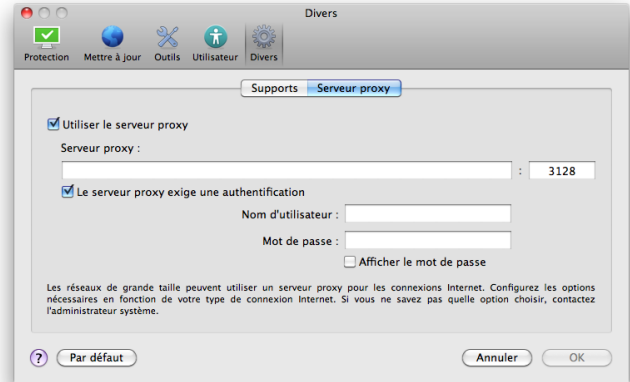 Divers
Protection Mettre à jour Outils Utilisateur Divers
Supports Serveur proxy
Utiliser le serveur proxy
Serveur proxy :
: 3128
Le serveur proxy exige une authentification
Nom d'utilisateur :
Mot de passe :
Afficher le mot de passe
Les réseaux de grande taille peuvent utiliser un serveur proxy pour les connexions Internet. Configurez les options
nécessaires en fonction de votre type de connexion Internet. Si vous ne savez pas quelle option choisir, contactez
l'administrateur système.
? Par défaut Annuler OK